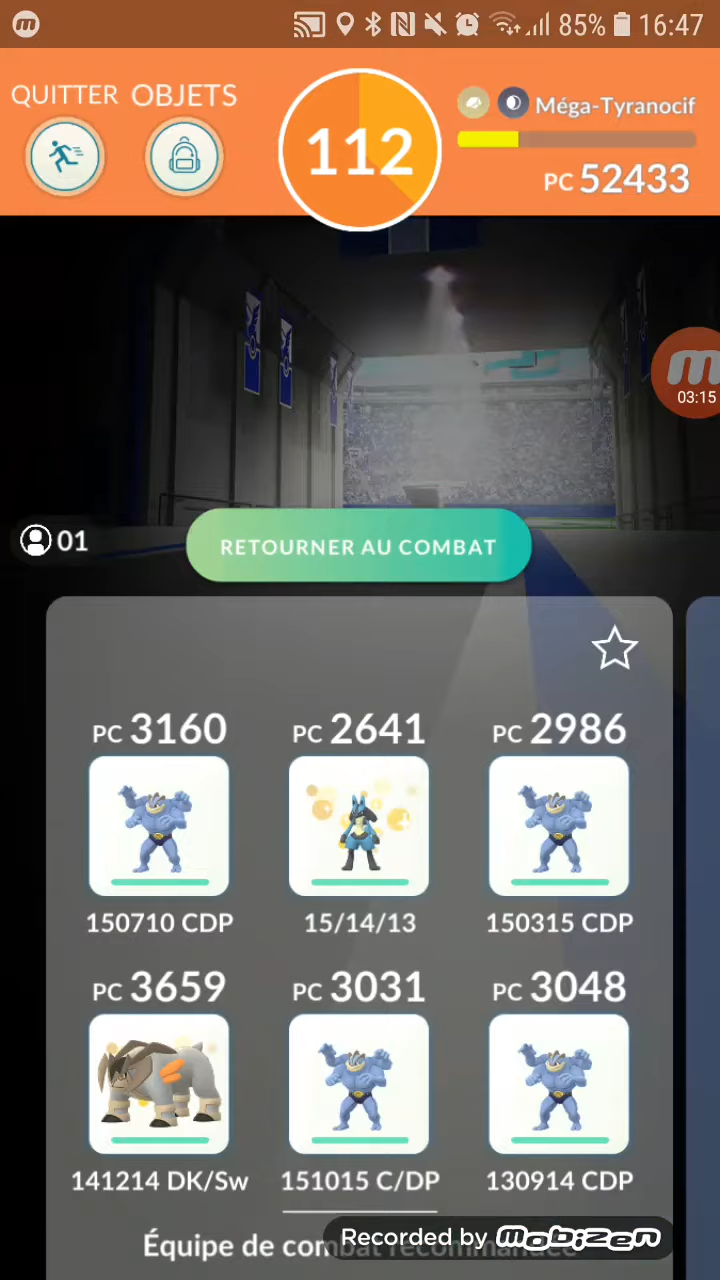 85% 16:47
QUITTER OBJETS
112
Méga-Tyranocif
PC 52433
03:15
01
RETOURNER AU COMBAT
PC 3160 PC 2641 PC 2986
150710 CDP 15/14/13 150315 CDP
PC 3659 PC 3031 PC 3048
141214 DK/Sw 151015 C/DP 130914 CDP
Équipe de combat recommandée
Recorded by mobizen